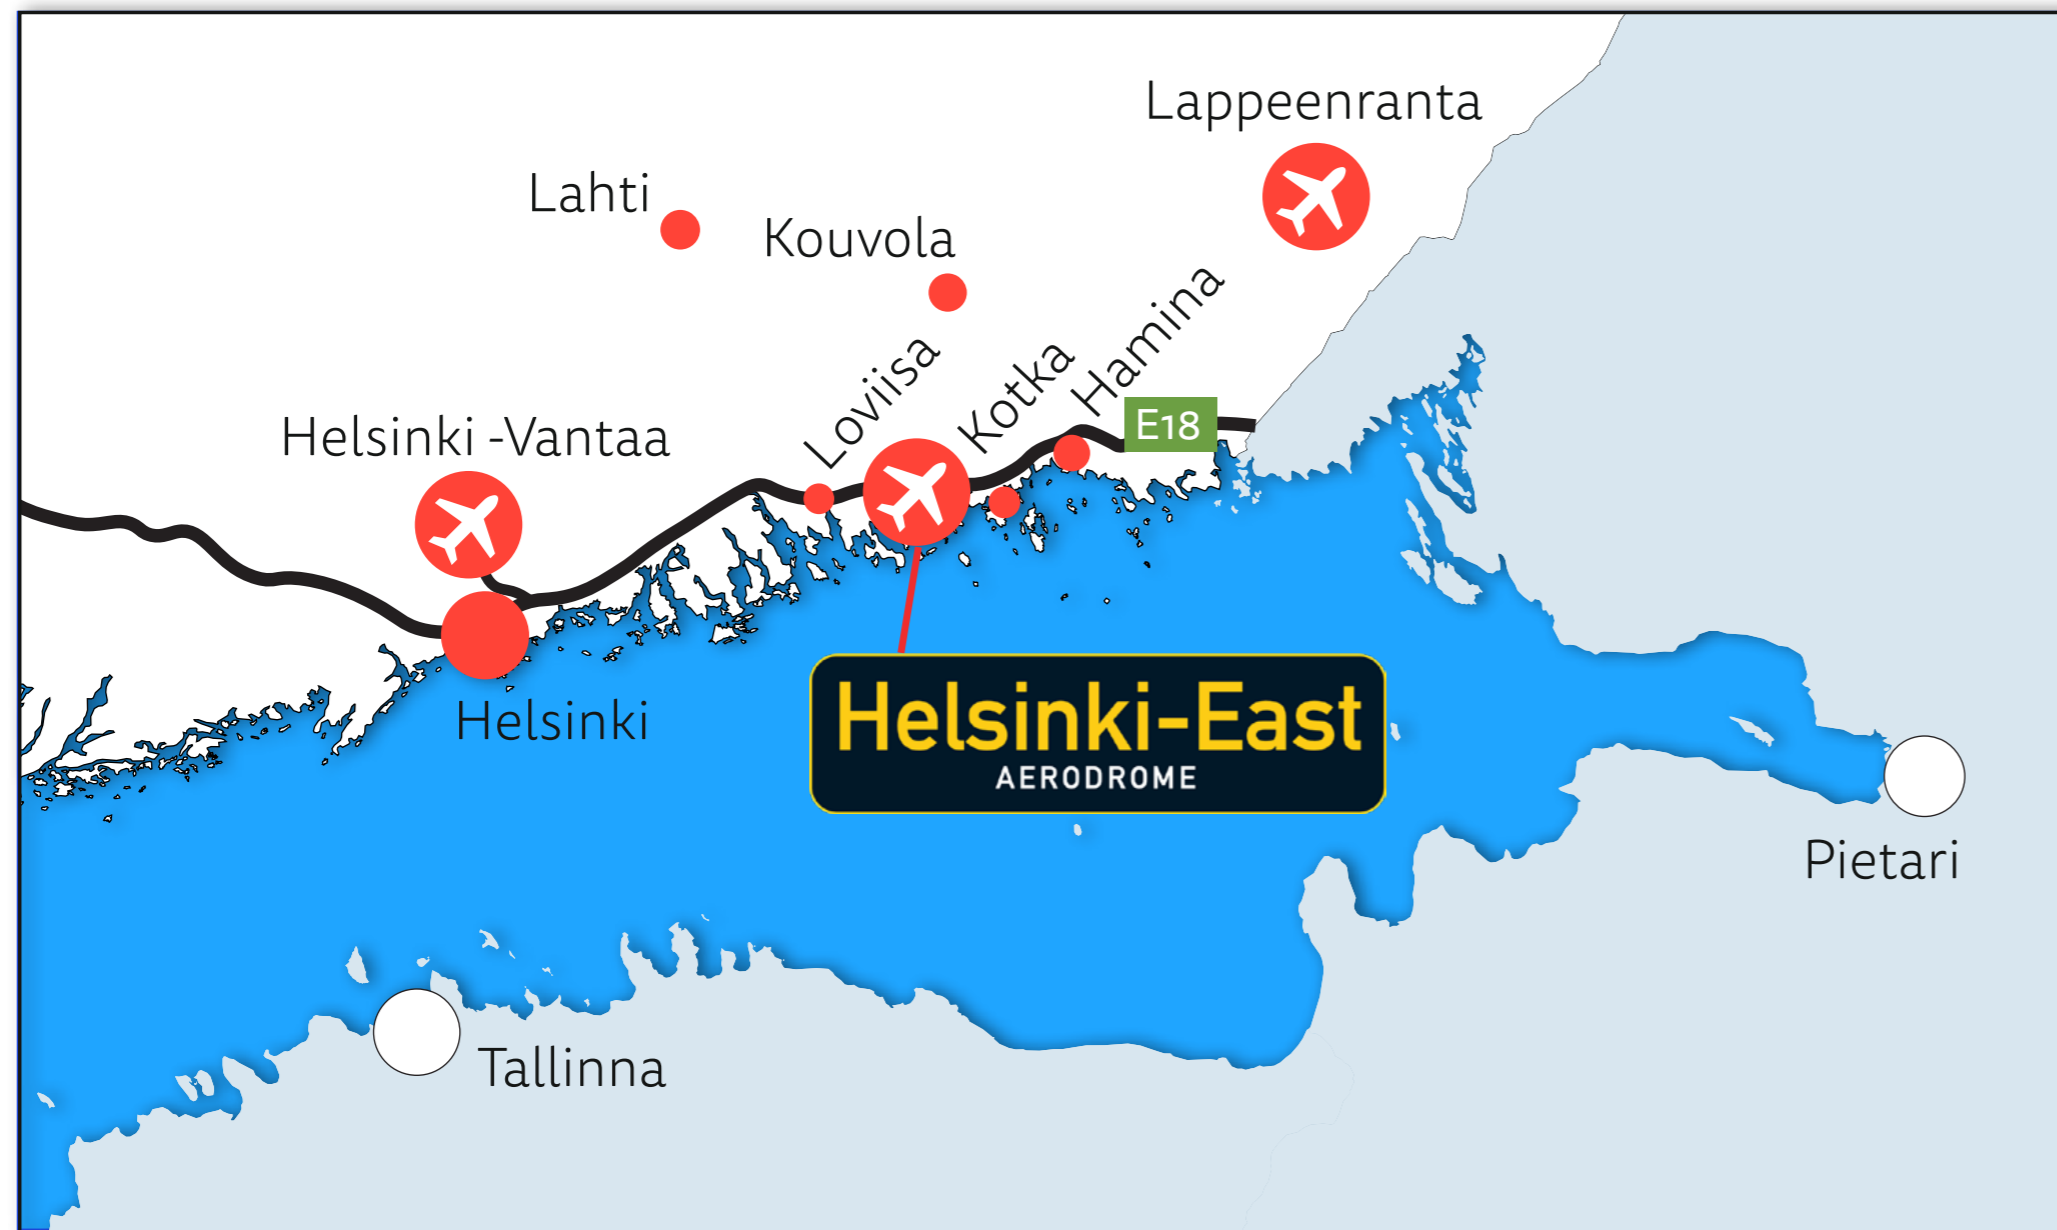 Lappeenranta
Lahti
Kouvola
Hamina
Loviisa
Kotka
E18
Helsinki -Vantaa
Helsinki
Helsinki-East
AERODROME
Pietari
Tallinna